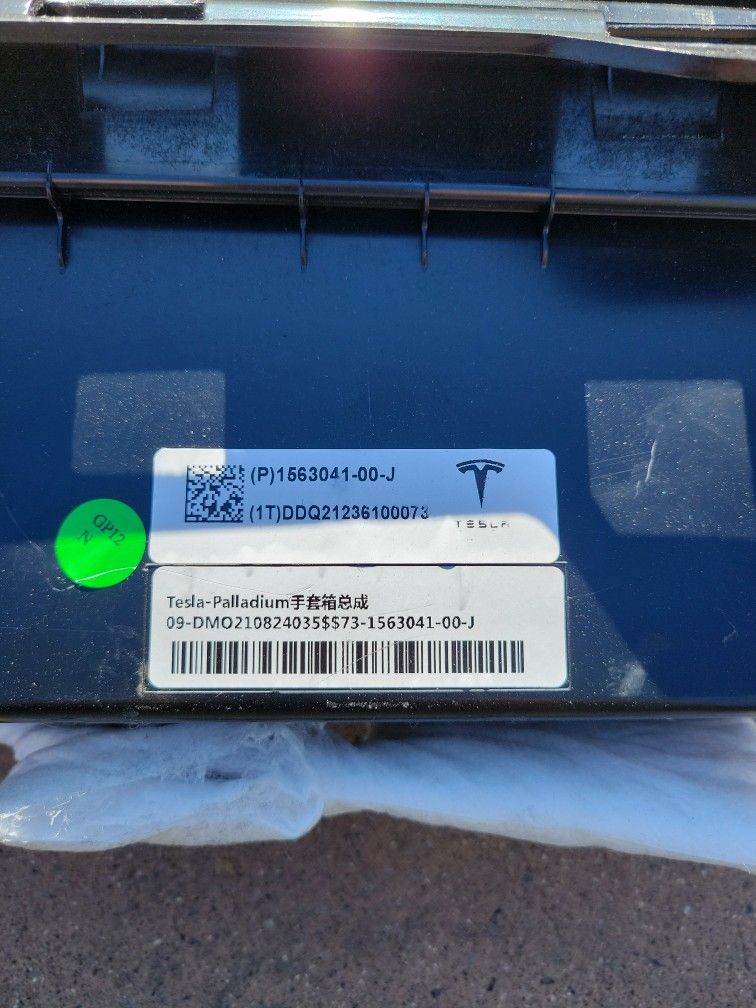 (P)1563041-00-J
(1T)DDQ21236100073
TESLA
GP12
N
Tesla-Palladium手套箱总成
09-DMO210824035$$73-1563041-00-J